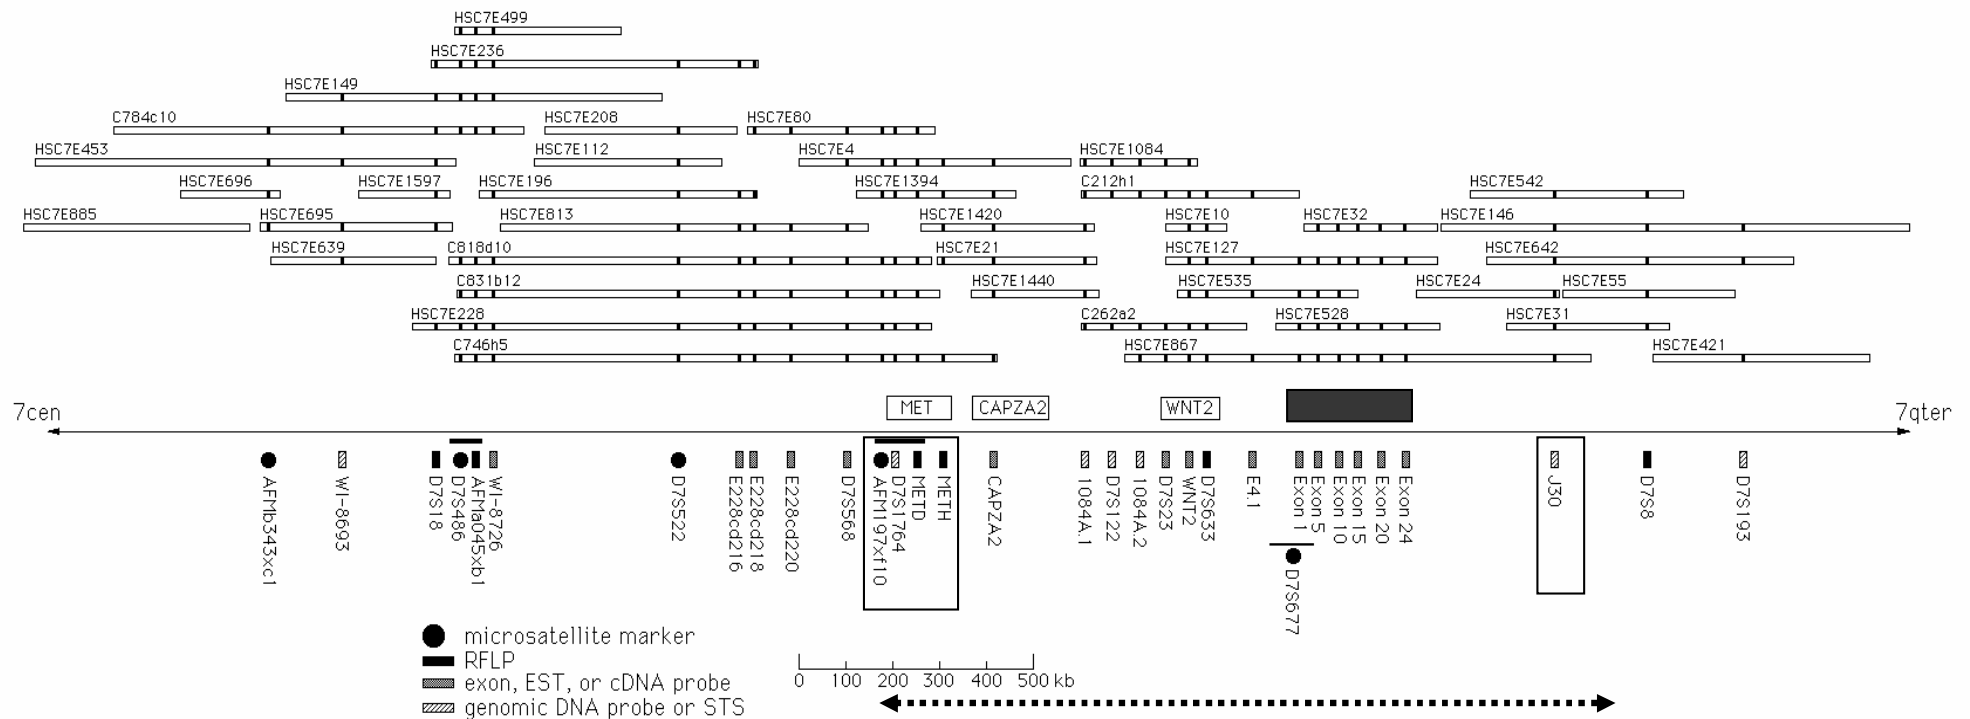 HSC7E499
HSC7E236
HSC7E149
C784c10
HSC7E208
HSC7E80
HSC7E453
HSC7E112
HSC7E4
HSC7E1084
HSC7E696
HSC7E1597
HSC7E196
HSC7E1394
C212h1
HSC7E542
HSC7E885
HSC7E695
HSC7E813
HSC7E1420
HSC7E10
HSC7E32
HSC7E146
HSC7E639
C818d10
HSC7E21
HSC7E127
HSC7E642
C831b12
HSC7E1440
HSC7E535
HSC7E24
HSC7E55
HSC7E228
C262a2
HSC7E528
HSC7E31
C746h5
HSC7E867
HSC7E421
7cen
MET
CAPZA2
WNT2
7qter
AFMb343xc1
WI-8693
D7S18
D7S486
AFMa045xb1
WI-8726
D7S522
E228cd216
E228cd218
E228cd220
D7S568
AFM197xf10
D7S1764
METD
METH
CAPZA2
1084A.1
D7S122
1084A.2
D7S23
WNT2
D7S633
E4.1
Exon 1
Exon 5
Exon 10
Exon 15
Exon 20
Exon 24
J30
D7S8
D7S193
D7S677
microsatellite marker
RFLP
exon, EST, or cDNA probe
genomic DNA probe or STS
0 100 200 300 400 500 kb